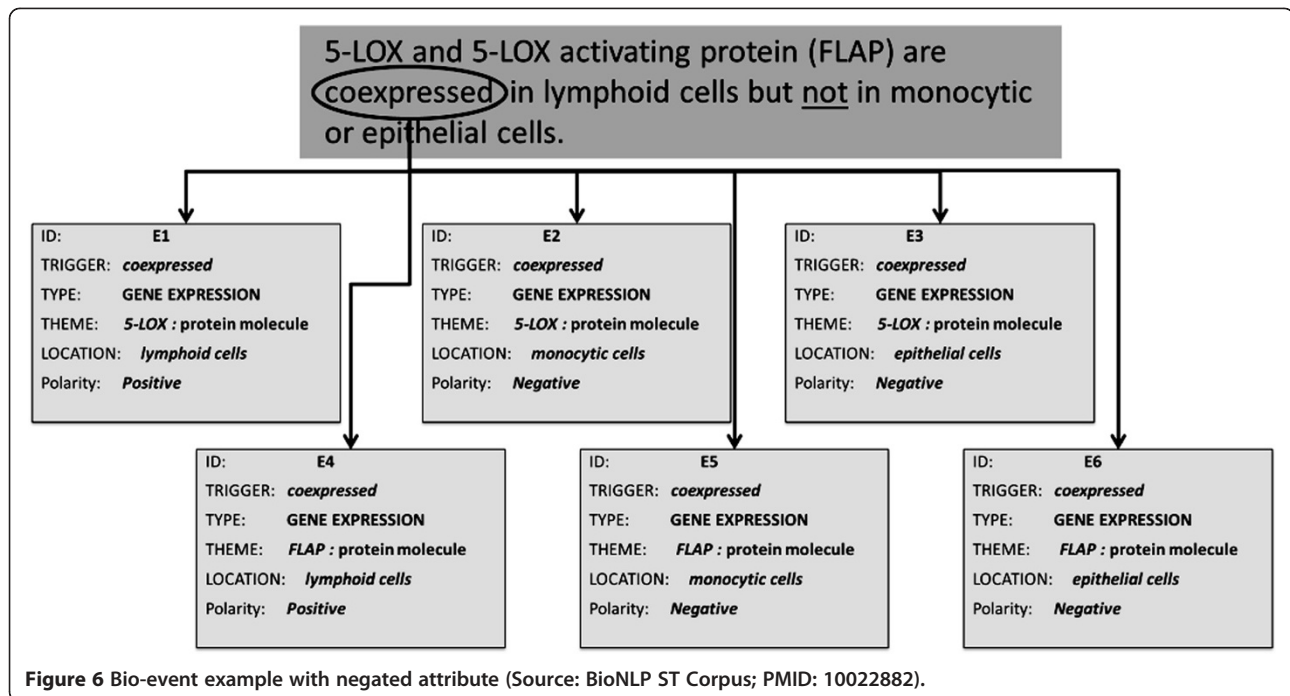 5-LOX and 5-LOX activating protein (FLAP) are
coexpressed in lymphoid cells but not in monocytic
or epithelial cells.
ID: E1
TRIGGER: coexpressed
TYPE: GENE EXPRESSION
THEME: 5-LOX : protein molecule
LOCATION: lymphoid cells
Polarity: Positive
ID: E2
TRIGGER: coexpressed
TYPE: GENE EXPRESSION
THEME: 5-LOX : protein molecule
LOCATION: monocytic cells
Polarity: Negative
ID: E3
TRIGGER: coexpressed
TYPE: GENE EXPRESSION
THEME: 5-LOX : protein molecule
LOCATION: epithelial cells
Polarity: Negative
ID: E4
TRIGGER: coexpressed
TYPE: GENE EXPRESSION
THEME: FLAP : protein molecule
LOCATION: lymphoid cells
Polarity: Positive
ID: E5
TRIGGER: coexpressed
TYPE: GENE EXPRESSION
THEME: FLAP : protein molecule
LOCATION: monocytic cells
Polarity: Negative
ID: E6
TRIGGER: coexpressed
TYPE: GENE EXPRESSION
THEME: FLAP : protein molecule
LOCATION: epithelial cells
Polarity: Negative
Figure 6 Bio-event example with negated attribute (Source: BioNLP ST Corpus; PMID: 10022882).